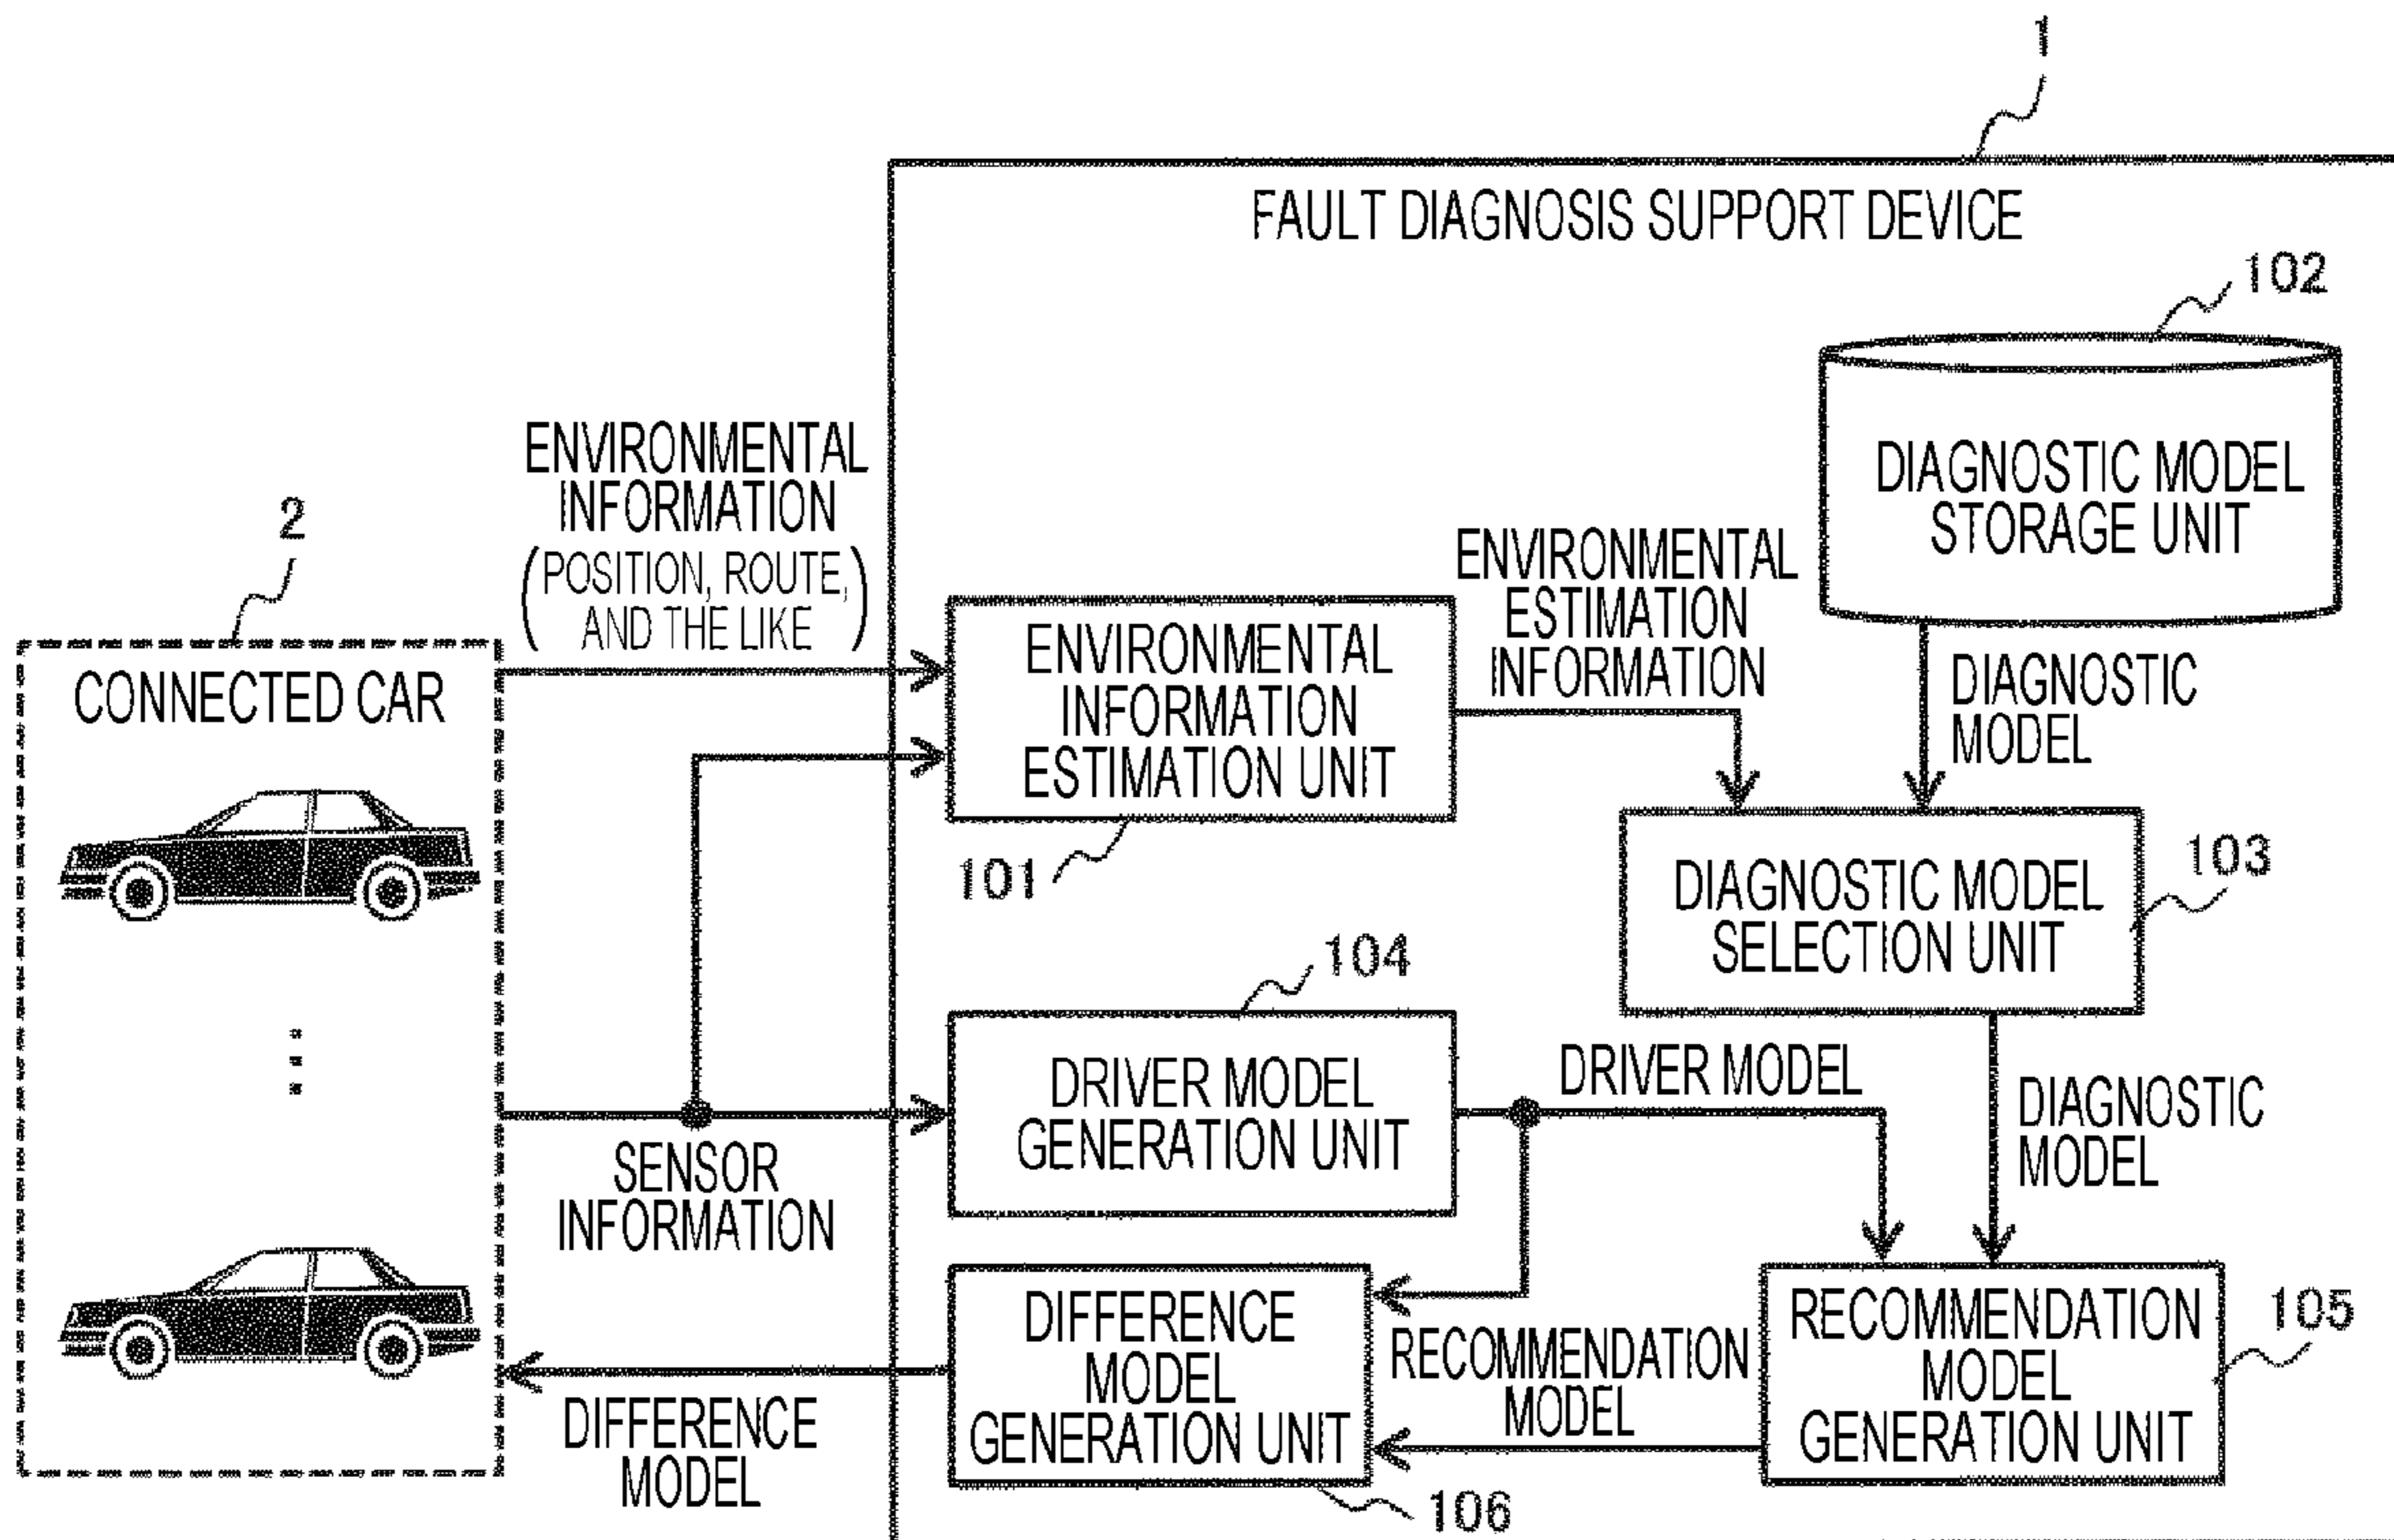 1
FAULT DIAGNOSIS SUPPORT DEVICE
102
DIAGNOSTIC MODEL
STORAGE UNIT
ENVIRONMENTAL
INFORMATION
(POSITION, ROUTE,
AND THE LIKE)
2
CONNECTED CAR
ENVIRONMENTAL
INFORMATION
ESTIMATION UNIT
101
ENVIRONMENTAL
ESTIMATION
INFORMATION
DIAGNOSTIC
MODEL
DIAGNOSTIC MODEL
SELECTION UNIT
103
104
DRIVER MODEL
GENERATION UNIT
DRIVER MODEL
DIAGNOSTIC
MODEL
SENSOR
INFORMATION
DIFFERENCE
MODEL
GENERATION UNIT
106
RECOMMENDATION
MODEL
RECOMMENDATION
MODEL
GENERATION UNIT
105
DIFFERENCE
MODEL